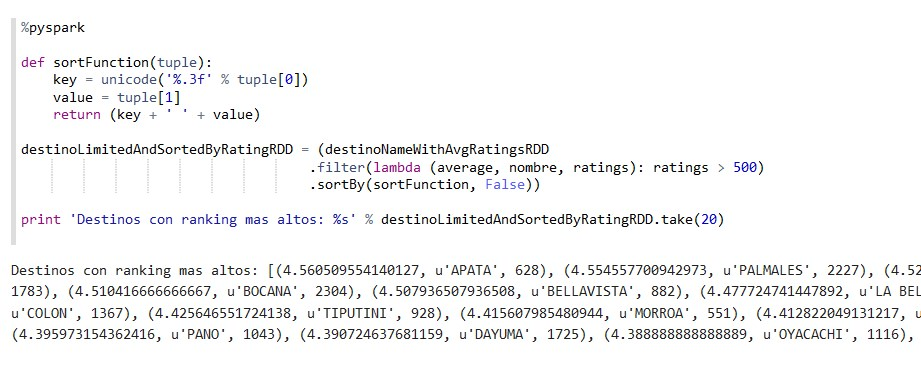 %pyspark
def sortFunction(tuple):
    key = unicode('%.3f' % tuple[0])
    value = tuple[1]
    return (key + ' ' + value)
destinoLimitedAndSortedByRatingRDD = (destinoNameWithAvgRatingsRDD
.filter(lambda (average, nombre, ratings): ratings > 500)
.sortBy(sortFunction, False))
print 'Destinos con ranking mas altos: %s' % destinoLimitedAndSortedByRatingRDD.take(20)
Destinos con ranking mas altos: [(4.560509554140127, u'APATA', 628), (4.554557700942973, u'PALMALES', 2227), (4.52
1783), (4.510416666666667, u'BOCANA', 2304), (4.507936507936508, u'BELLAVISTA', 882), (4.477724741447892, u'LA BEL
u'COLON', 1367), (4.425646551724138, u'TIPUTINI', 928), (4.415607985480944, u'MORROA', 551), (4.412822049131217, u
(4.395973154362416, u'PANO', 1043), (4.390724637681159, u'DAYUMA', 1725), (4.388888888888889, u'OYACACHI', 1116),